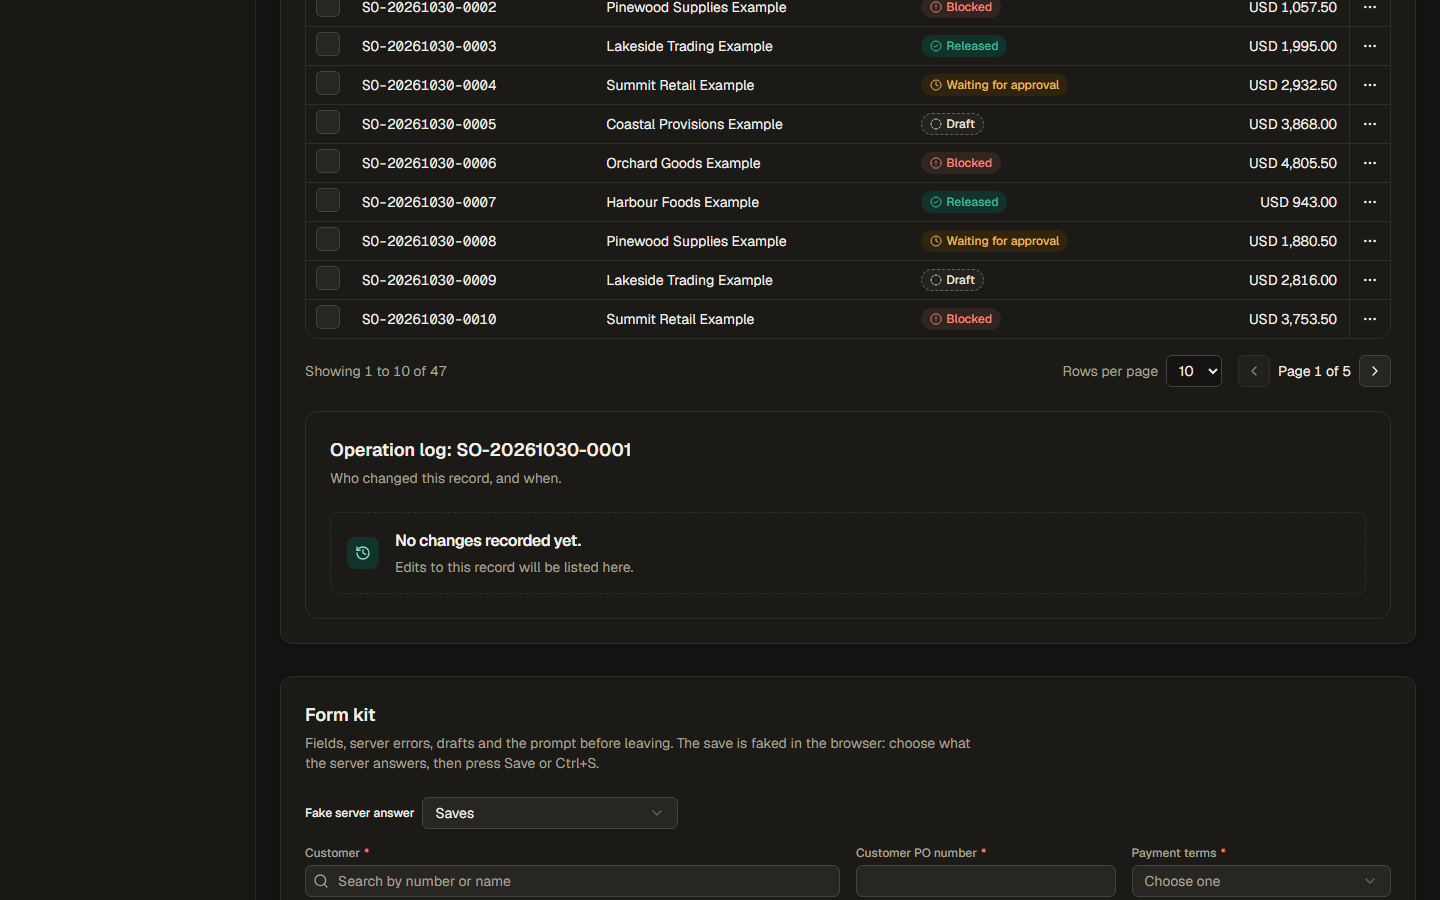 SO-20261030-0002 Pinewood Supplies Example Blocked USD 1,057.50
SO-20261030-0003 Lakeside Trading Example Released USD 1,995.00
SO-20261030-0004 Summit Retail Example Waiting for approval USD 2,932.50
SO-20261030-0005 Coastal Provisions Example Draft USD 3,868.00
SO-20261030-0006 Orchard Goods Example Blocked USD 4,805.50
SO-20261030-0007 Harbour Foods Example Released USD 943.00
SO-20261030-0008 Pinewood Supplies Example Waiting for approval USD 1,880.50
SO-20261030-0009 Lakeside Trading Example Draft USD 2,816.00
SO-20261030-0010 Summit Retail Example Blocked USD 3,753.50
Showing 1 to 10 of 47 Rows per page 10 Page 1 of 5
Operation log: SO-20261030-0001
Who changed this record, and when.
No changes recorded yet.
Edits to this record will be listed here.
Form kit
Fields, server errors, drafts and the prompt before leaving. The save is faked in the browser: choose what
the server answers, then press Save or Ctrl+S.
Fake server answer Saves
Customer * Customer PO number * Payment terms *
Search by number or name Choose one